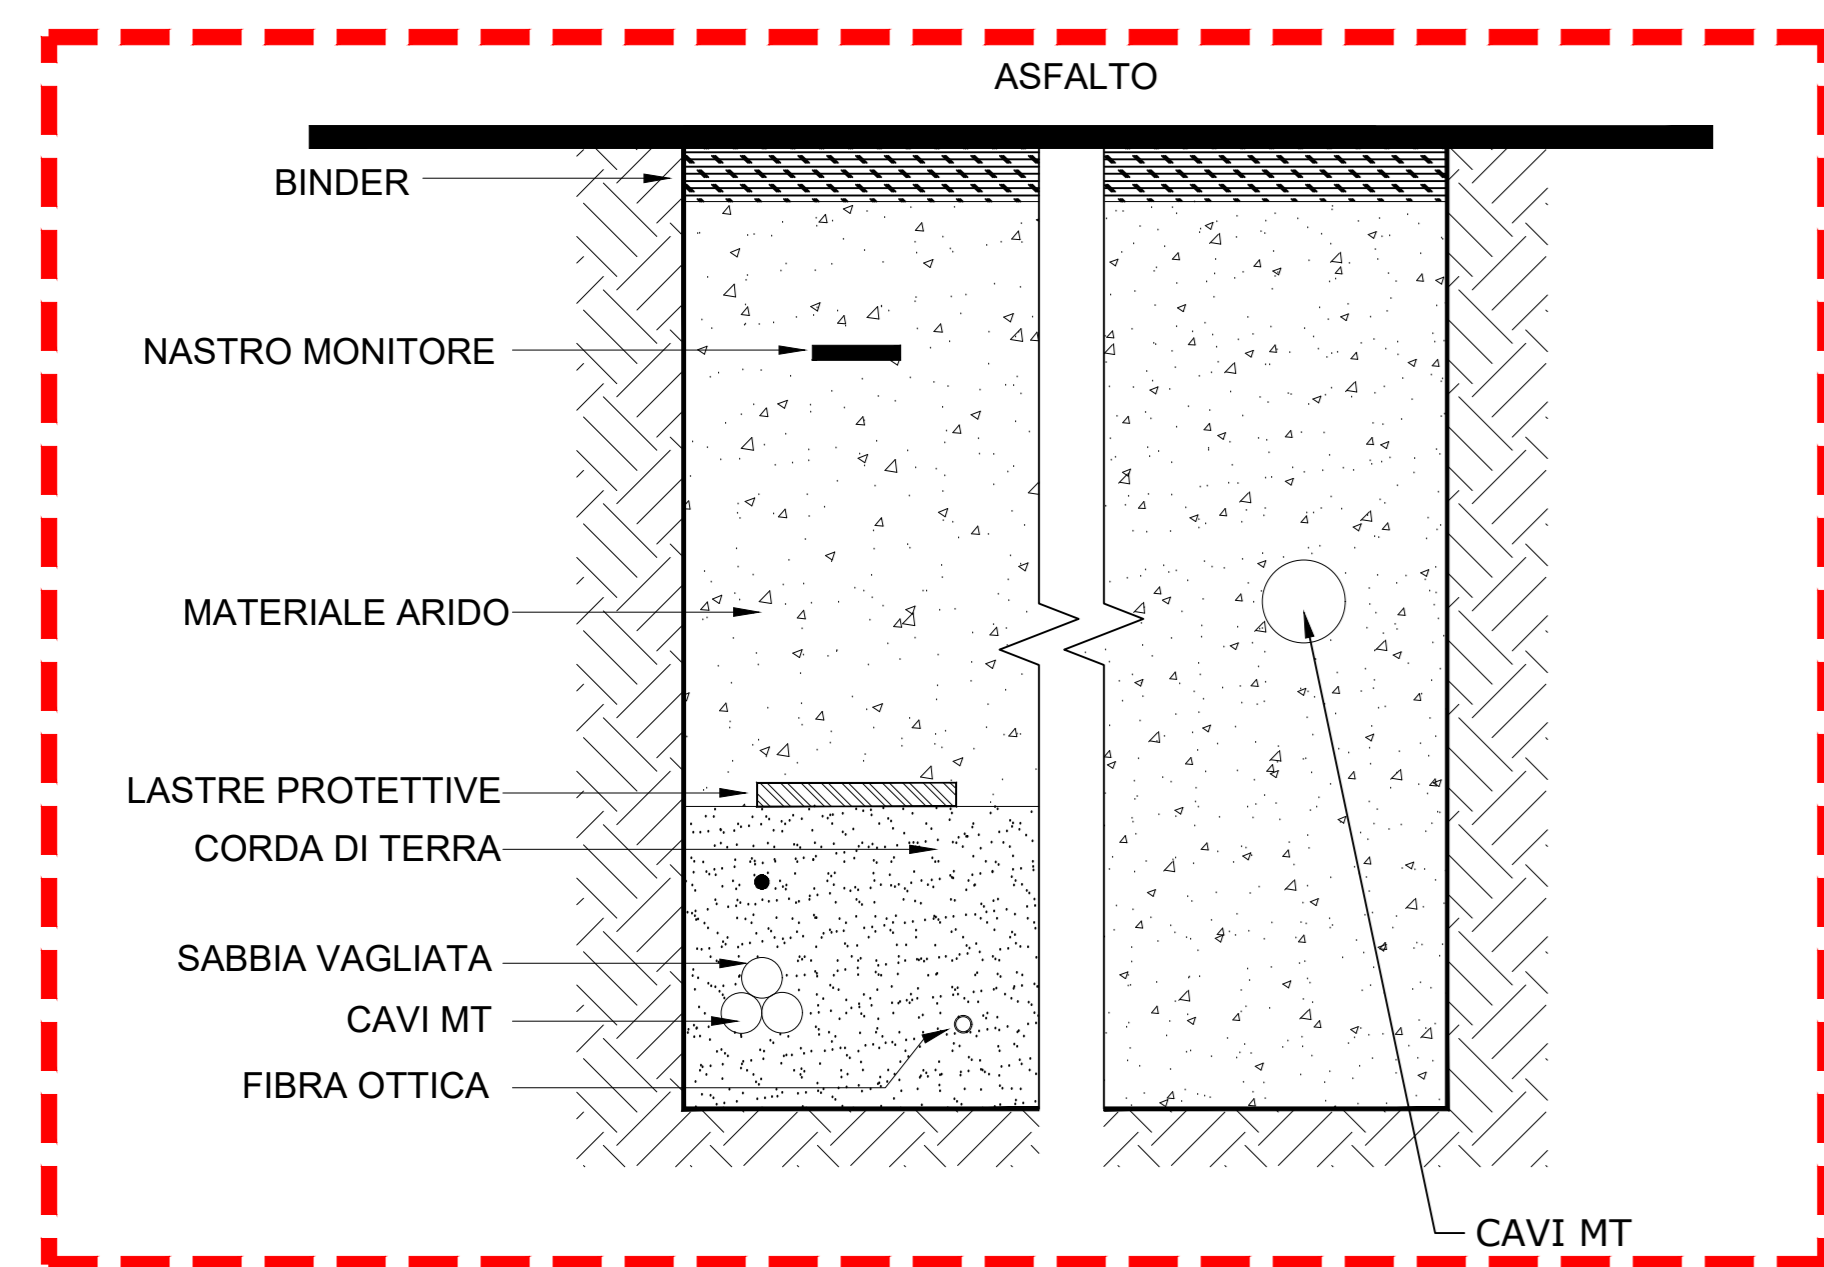 ASFALTO
BINDER
NASTRO MONITORE
MATERIALE ARIDO
LASTRE PROTETTIVE
CORDA DI TERRA
SABBIA VAGLIATA
CAVI MT
FIBRA OTTICA
CAVI MT